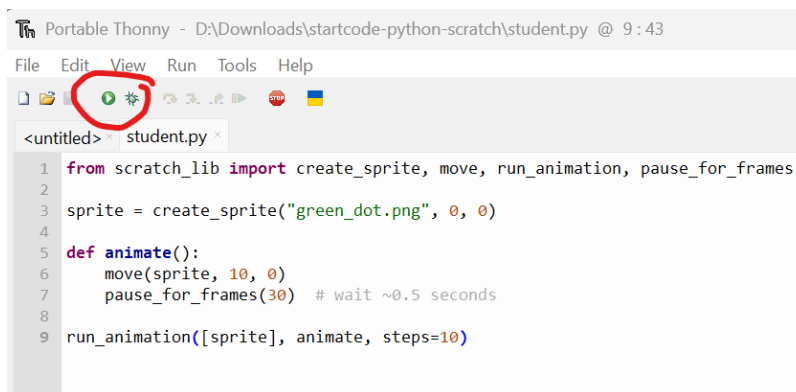 Th Portable Thonny - D:\Downloads\startcode-python-scratch\student.py @ 9 : 43
File Edit View Run Tools Help
STOP
<untitled> × student.py ×
1 from scratch_lib import create_sprite, move, run_animation, pause_for_frames
2
3 sprite = create_sprite("green_dot.png", 0, 0)
4
5 def animate():
6     move(sprite, 10, 0)
7     pause_for_frames(30)  # wait ~0.5 seconds
8
9 run_animation([sprite], animate, steps=10)